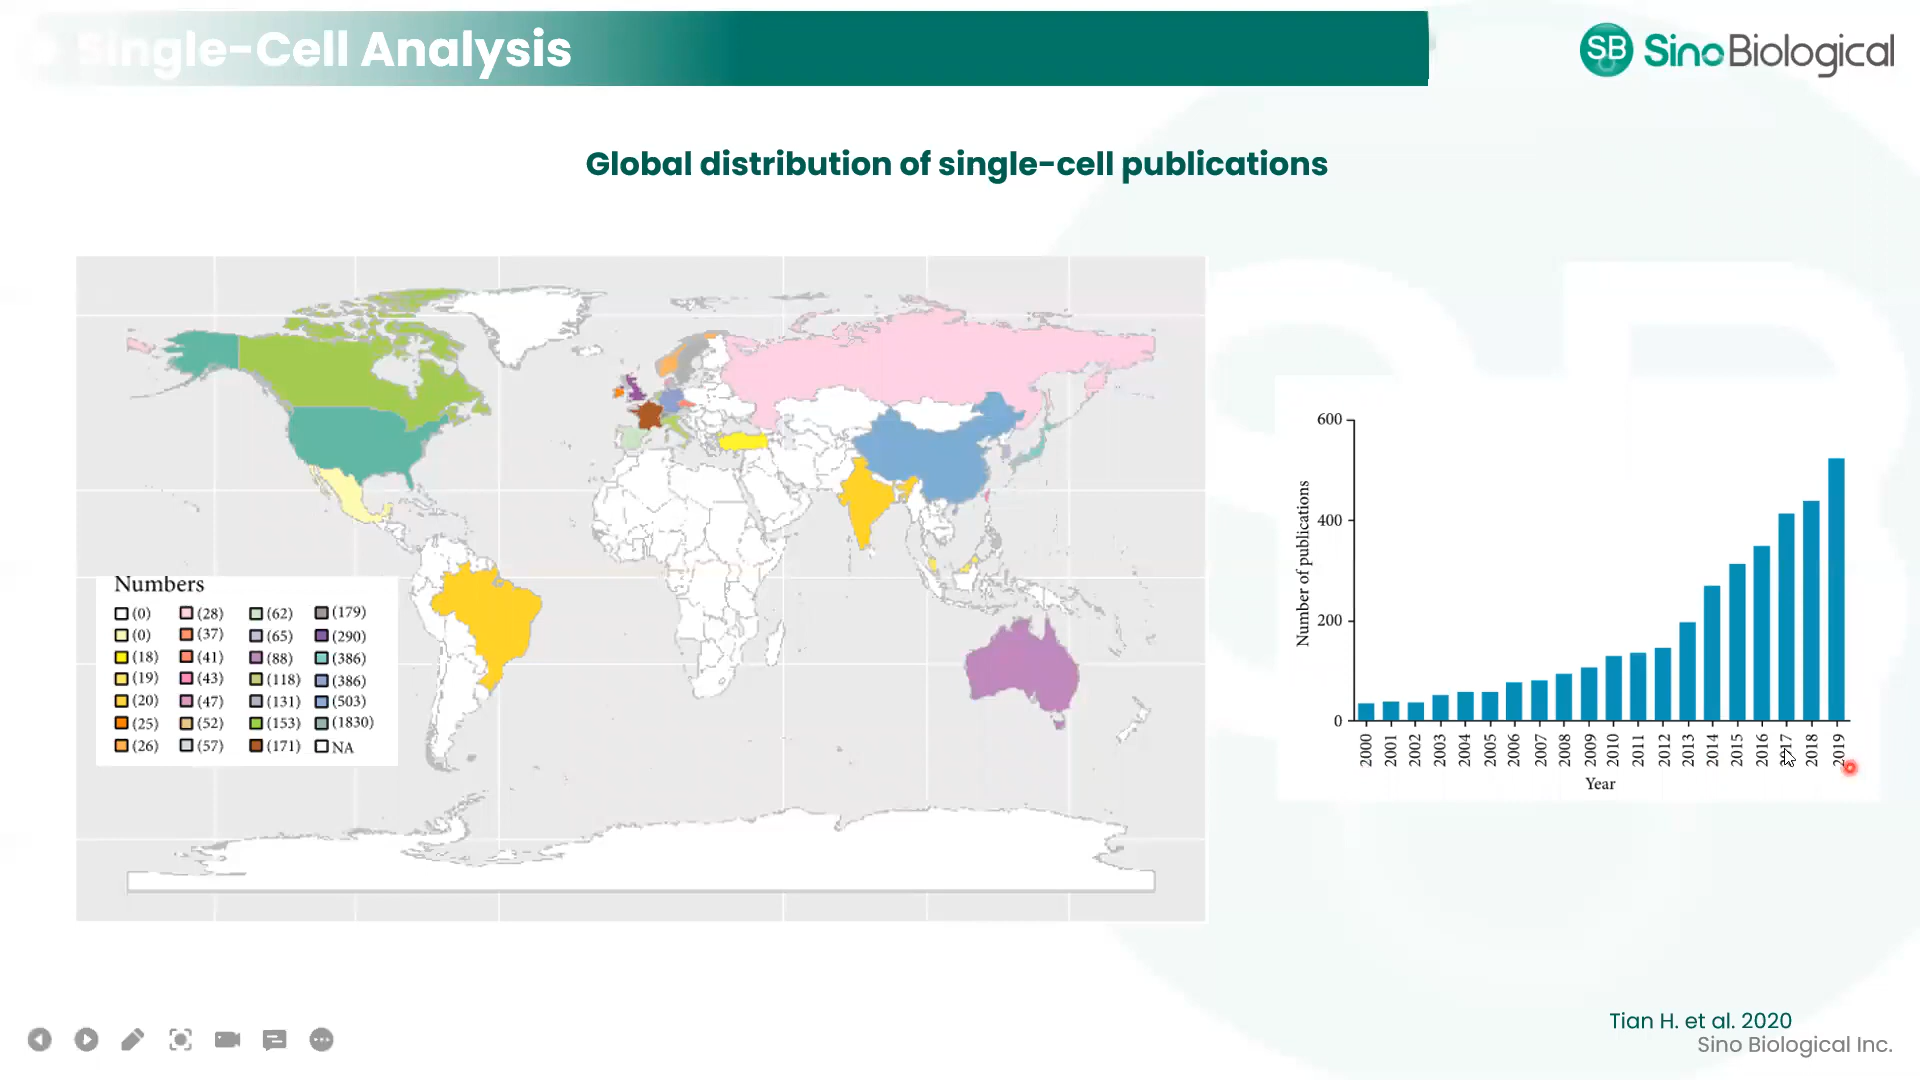 Single-Cell Analysis
SB SinoBiological
Global distribution of single-cell publications
Numbers
(0) (28) (62) (179)
(0) (37) (65) (290)
(18) (41) (88) (386)
(19) (43) (118) (386)
(20) (47) (131) (503)
(25) (52) (153) (1830)
(26) (57) (171) NA
Number of publications
600
400
200
0
2000 2001 2002 2003 2004 2005 2006 2007 2008 2009 2010 2011 2012 2013 2014 2015 2016 2017 2018 2019
Year
Tian H. et al. 2020
Sino Biological Inc.